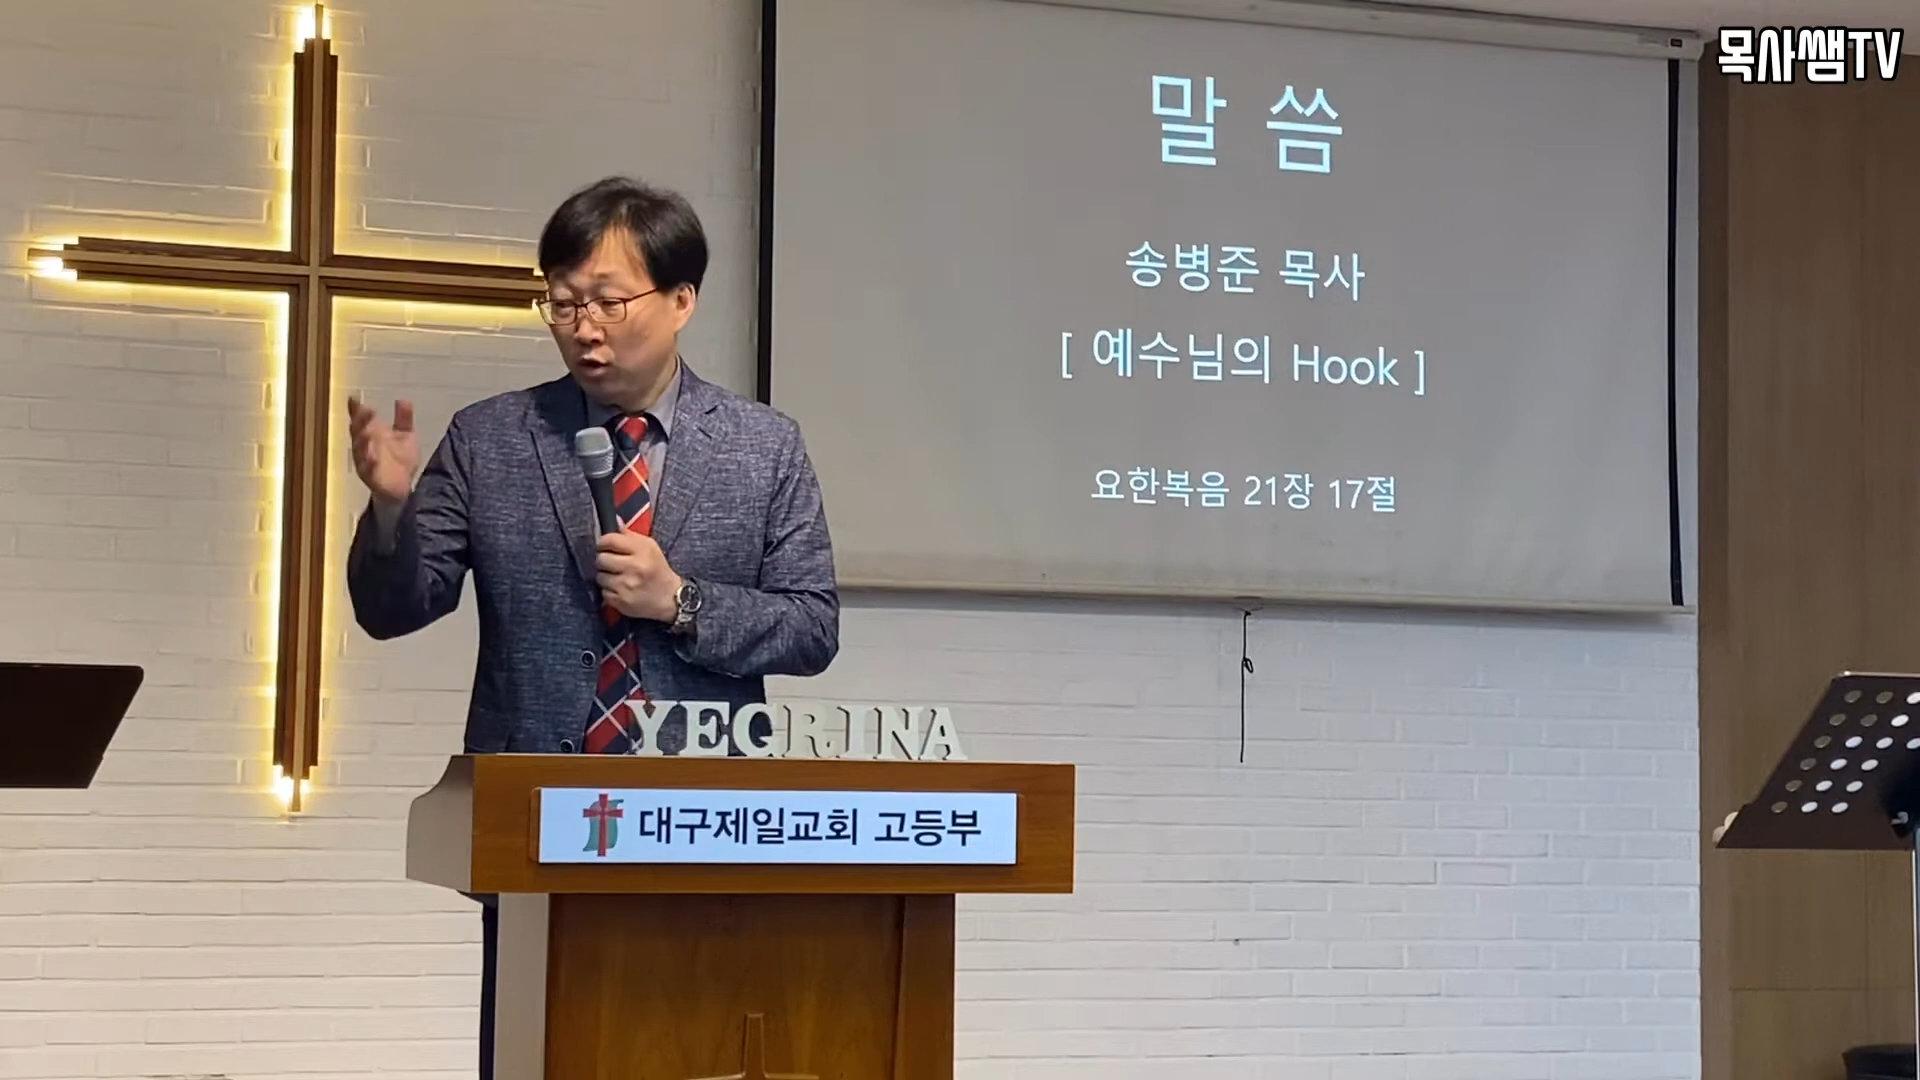 목사쌤TV
말씀
송병준 목사
[ 예수님의 Hook ]
요한복음 21장 17절
YEGRINA
대구제일교회 고등부